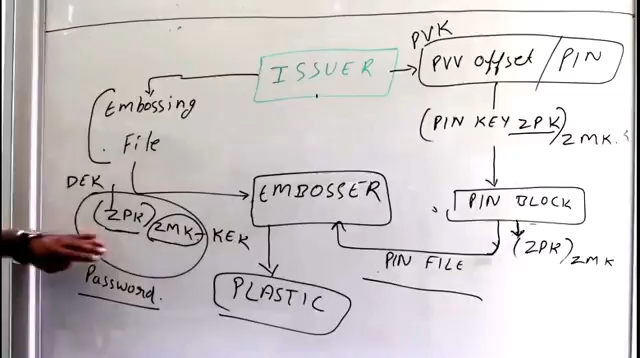 PVK
ISSUER
PVV offset / PIN
Embossing
File
(PIN KEY ZPK) ZMK
DEK
(ZPK)
ZMK
KEK
EMBOSSER
PIN BLOCK
(ZPK) ZMK
PIN FILE
Password.
PLASTIC